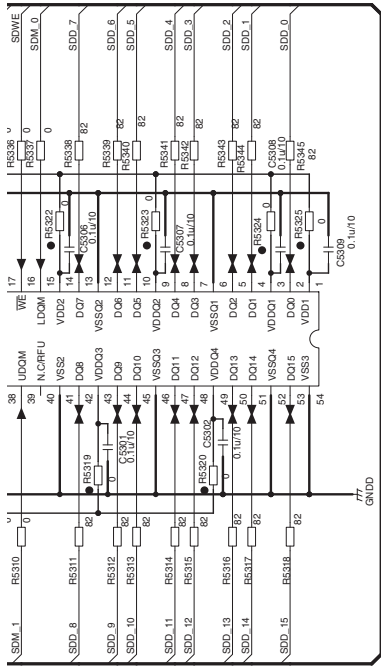 SDM_1 R5310 0 38 UDQM W̅E̅ 17 R5336 0 SDWE
39 N.C/RFU LDQM 16 R5337 0 SDM_0
40 VSS2 VDD2 15 R5322 0
SDD_8 R5311 82 41 DQ8 DQ7 14 C5306 0.1u/10 R5338 82 SDD_7
R5319 0 42 VDDQ3 VSSQ2 13
SDD_9 R5312 82 43 DQ9 DQ6 12 R5339 82 SDD_6
C5301 0.1u/10
SDD_10 R5313 82 44 DQ10 DQ5 11 R5340 82 SDD_5
45 VSSQ3 VDDQ2 10 R5323 0
SDD_11 R5314 82 46 DQ11 DQ4 9 C5307 0.1u/10 R5341 82 SDD_4
SDD_12 R5315 82 47 DQ12 DQ3 8 R5342 82 SDD_3
R5320 0 48 VDDQ4 VSSQ1 7
C5302 0.1u/10
SDD_13 R5316 82 49 DQ13 DQ2 6 R5343 82 SDD_2
SDD_14 R5317 82 50 DQ14 DQ1 5 R5344 82 SDD_1
51 VSSQ4 VDDQ1 4 R5324 0
SDD_15 R5318 82 52 DQ15 DQ0 3 C5308 0.1u/10 R5345 82 SDD_0
53 VSS3 VDD1 2 R5325 0
54 1 C5309 0.1u/10
GNDD